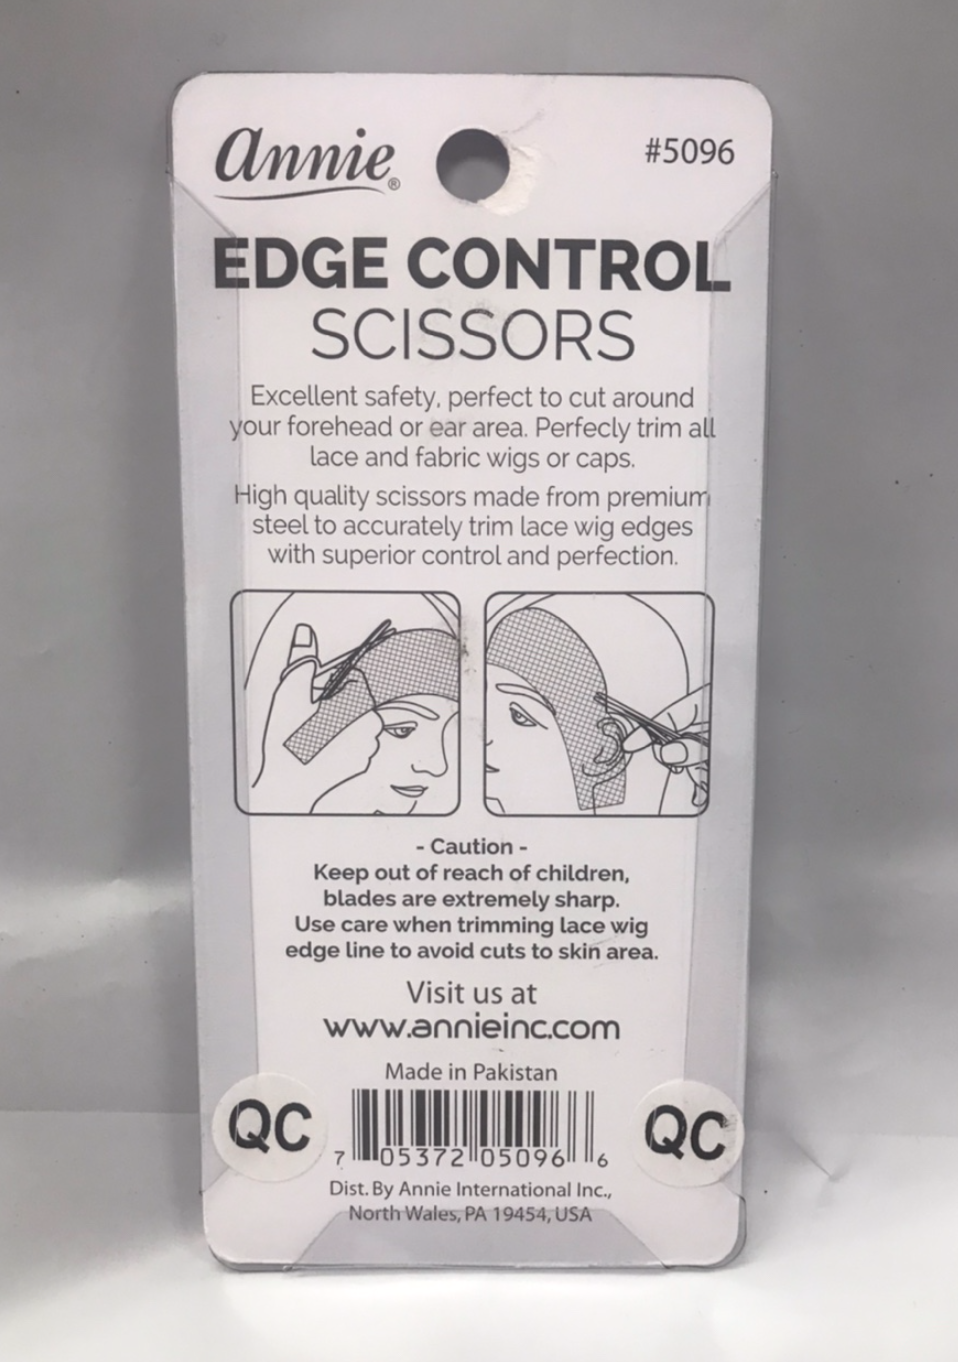 annie®
#5096
EDGE CONTROL
SCISSORS
Excellent safety, perfect to cut around
your forehead or ear area. Perfecly trim all
lace and fabric wigs or caps.
High quality scissors made from premium
steel to accurately trim lace wig edges
with superior control and perfection.
- Caution -
Keep out of reach of children,
blades are extremely sharp.
Use care when trimming lace wig
edge line to avoid cuts to skin area.
Visit us at
www.annieinc.com
Made in Pakistan
QC
QC
7 05372 05096 6
Dist. By Annie International Inc.,
North Wales, PA 19454, USA